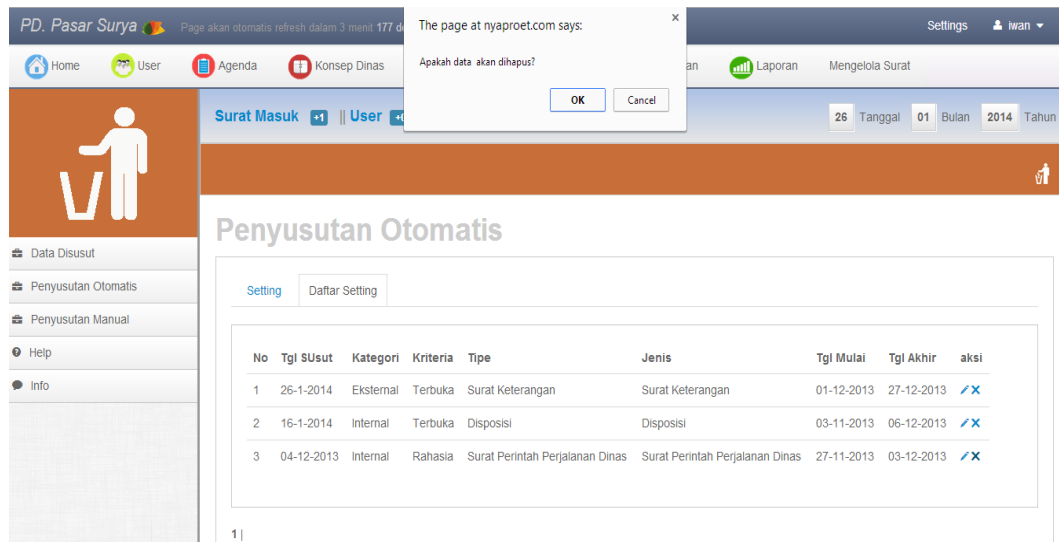 PD. Pasar Surya Page akan otomatis refresh dalam 3 menit 177 Settings iwan
The page at nyaproet.com says:
x
Apakah data akan dihapus?
OK Cancel
Home User Agenda Konsep Dinas Laporan Mengelola Surat
Surat Masuk +1 || User 26 Tanggal 01 Bulan 2014 Tahun
Penyusutan Otomatis
Data Disusut
Penyusutan Otomatis
Penyusutan Manual
Help
Info
Setting Daftar Setting
No Tgl SUsut Kategori Kriteria Tipe Jenis Tgl Mulai Tgl Akhir aksi
1 26-1-2014 Eksternal Terbuka Surat Keterangan Surat Keterangan 01-12-2013 27-12-2013
2 16-1-2014 Internal Terbuka Disposisi Disposisi 03-11-2013 06-12-2013
3 04-12-2013 Internal Rahasia Surat Perintah Perjalanan Dinas Surat Perintah Perjalanan Dinas 27-11-2013 03-12-2013
1 |